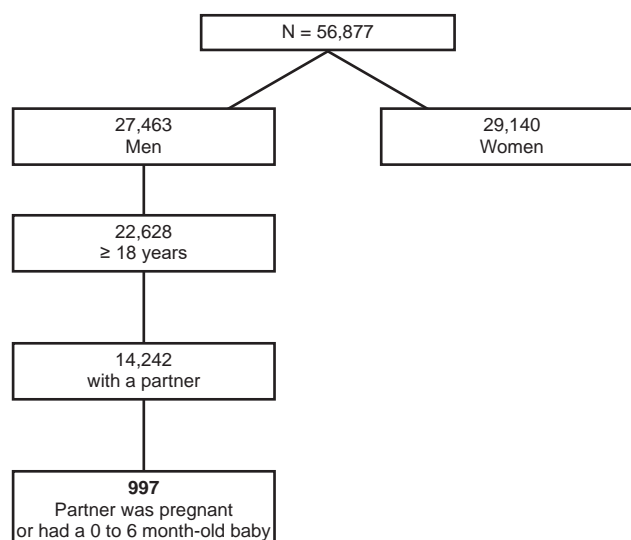 N = 56,877
27,463
Men
29,140
Women
22,628
≥ 18 years
14,242
with a partner
997
Partner was pregnant
or had a 0 to 6 month-old baby